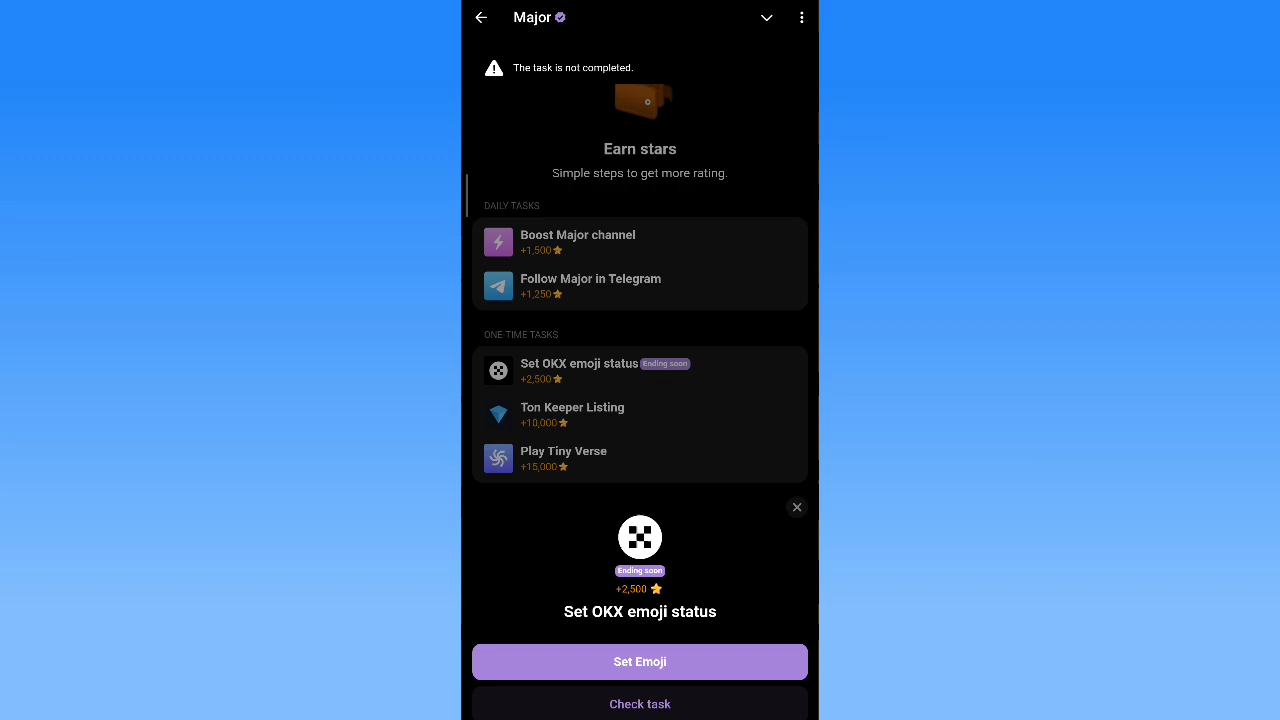 Major
The task is not completed.
Earn stars
Simple steps to get more rating.
DAILY TASKS
Boost Major channel
+1,500
Follow Major in Telegram
+1,250
ONE-TIME TASKS
Set OKX emoji status Ending soon
+2,500
Ton Keeper Listing
+10,000
Play Tiny Verse
+15,000
Ending soon
+2,500
Set OKX emoji status
Set Emoji
Check task